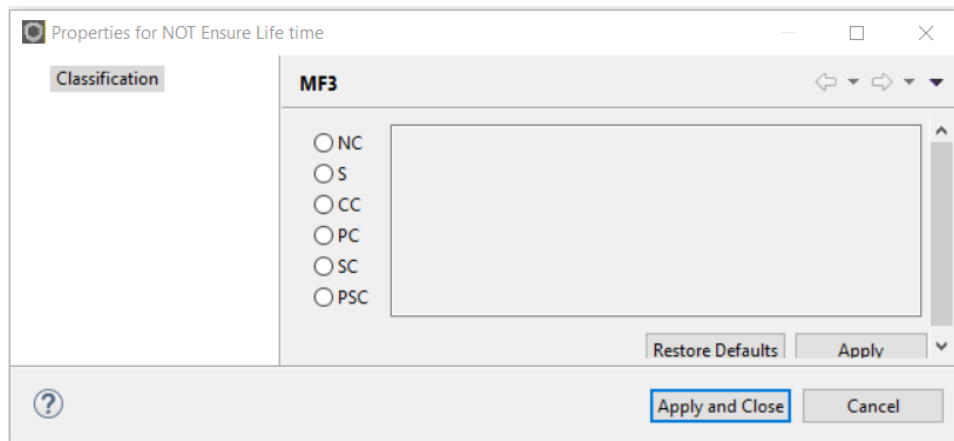 Properties for NOT Ensure Life time
Classification
MF3
NC
S
CC
PC
SC
PSC
Restore Defaults
Apply
?
Apply and Close
Cancel